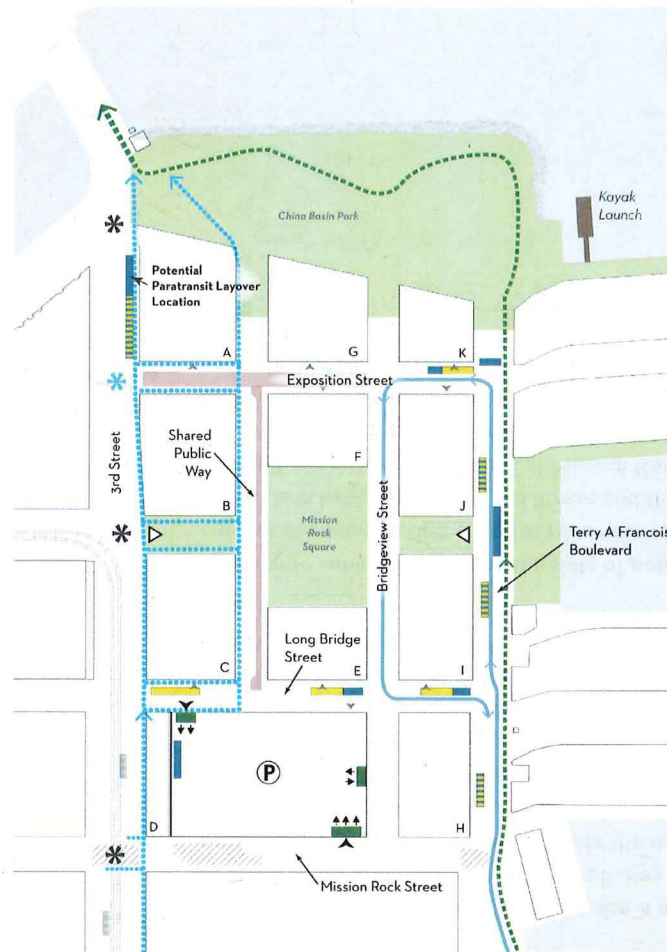 China Basin Park
Kayak
Launch
*
Potential
Paratransit Layover
Location
A
G
K
*
Exposition Street
3rd Street
Shared
Public
Way
F
B
J
*
Mission
Rock
Square
Bridgeview Street
Terry A Francois
Boulevard
Long Bridge
Street
C
E
I
P
D
H
*
Mission Rock Street